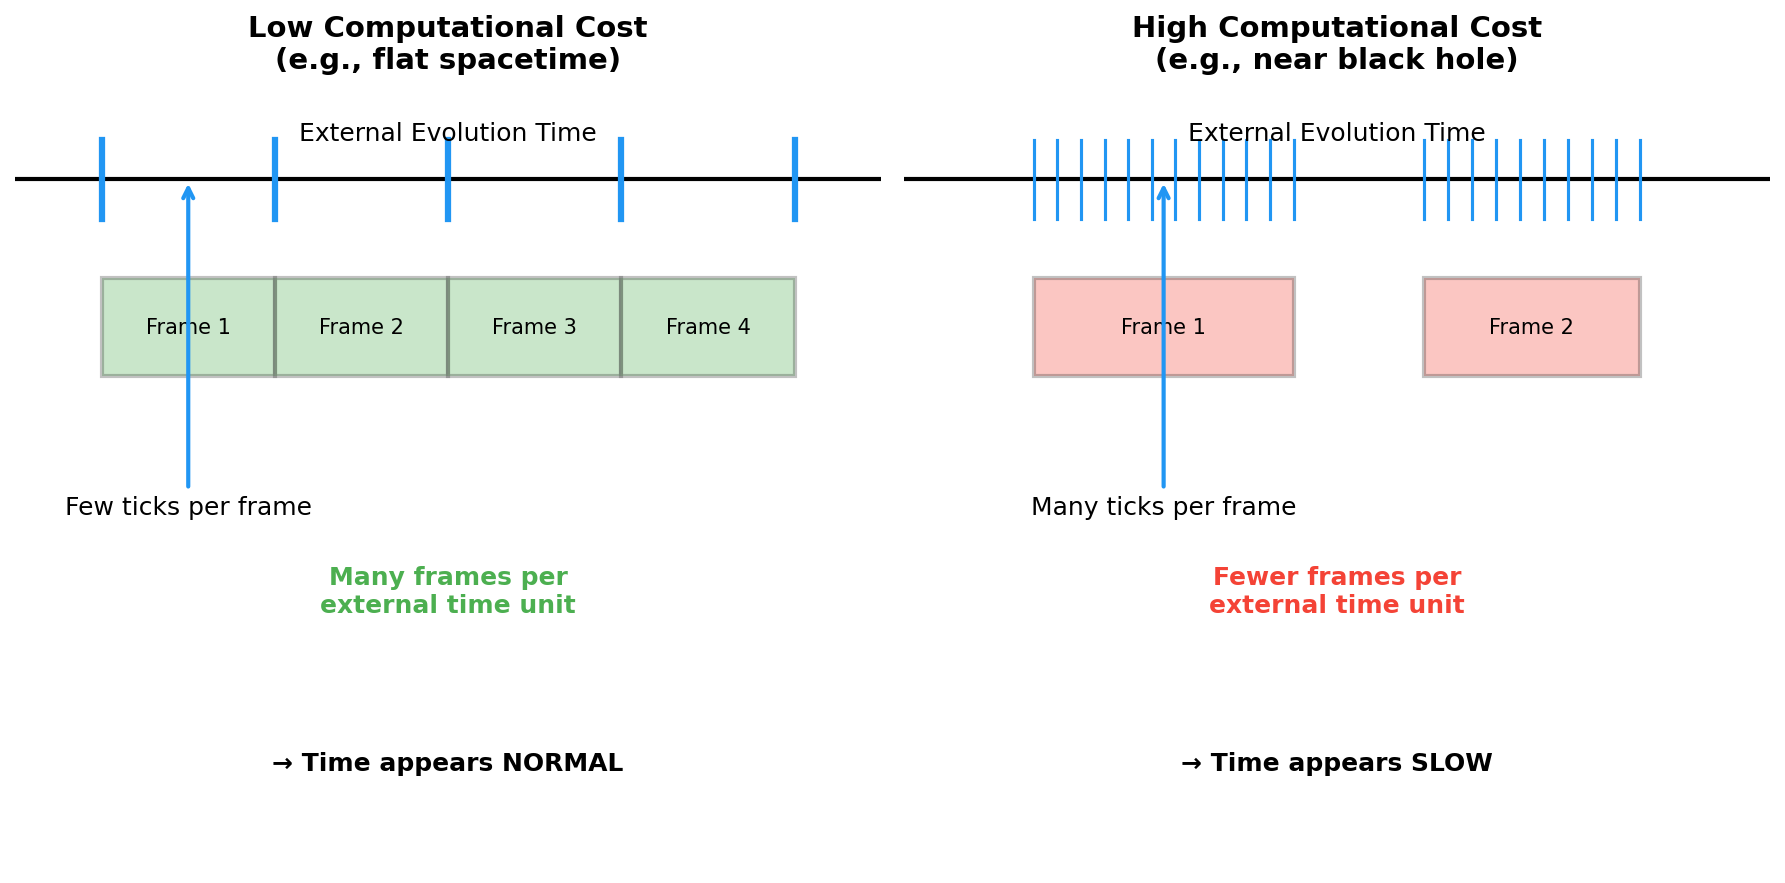 Low Computational Cost
(e.g., flat spacetime)
External Evolution Time
Frame 1
Frame 2
Frame 3
Frame 4
Few ticks per frame
Many frames per
external time unit
→ Time appears NORMAL
High Computational Cost
(e.g., near black hole)
External Evolution Time
Frame 1
Frame 2
Many ticks per frame
Fewer frames per
external time unit
→ Time appears SLOW